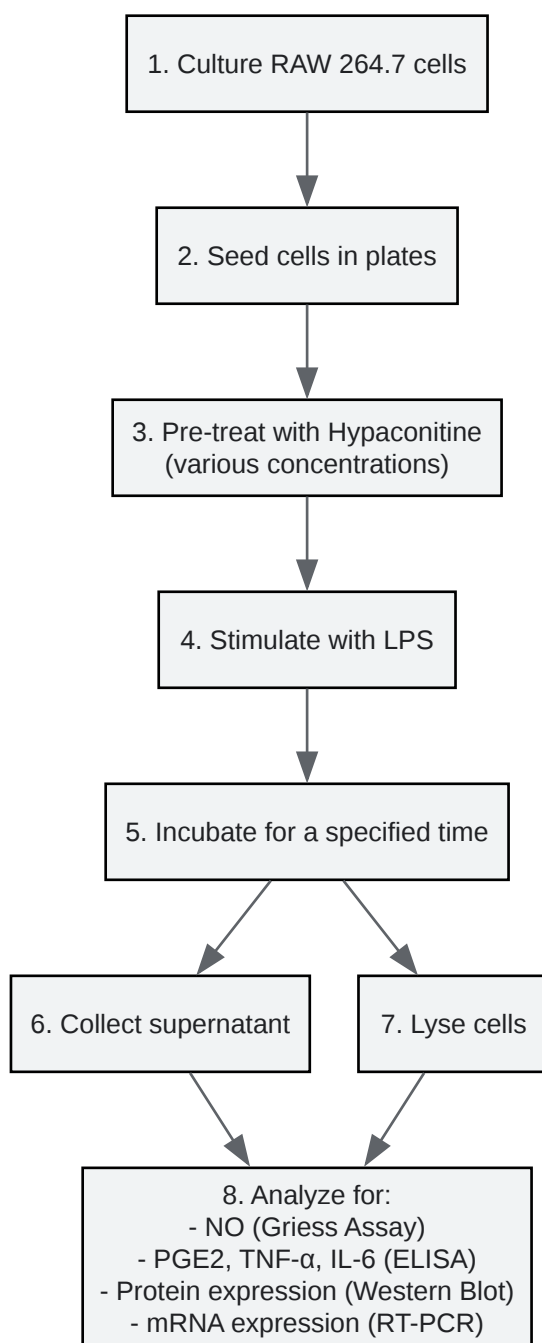 1. Culture RAW 264.7 cells
2. Seed cells in plates
3. Pre-treat with Hypaconitine
(various concentrations)
4. Stimulate with LPS
5. Incubate for a specified time
6. Collect supernatant
7. Lyse cells
8. Analyze for:
- NO (Griess Assay)
- PGE2, TNF-α, IL-6 (ELISA)
- Protein expression (Western Blot)
- mRNA expression (RT-PCR)